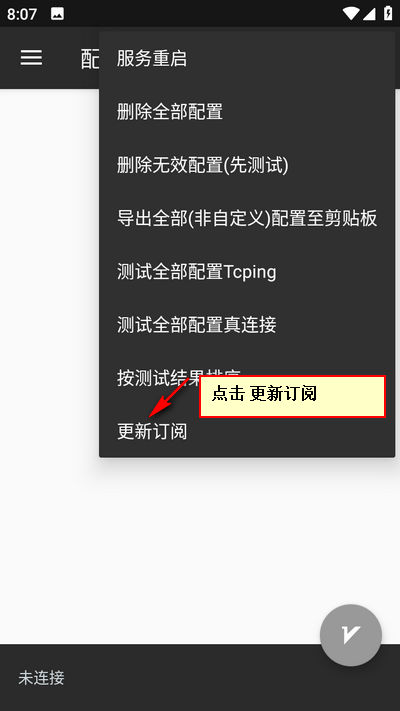 8:07
配
服务重启
删除全部配置
删除无效配置(先测试)
导出全部(非自定义)配置至剪贴板
测试全部配置Tcping
测试全部配置真连接
按测试结果排序
点击 更新订阅
更新订阅
未连接